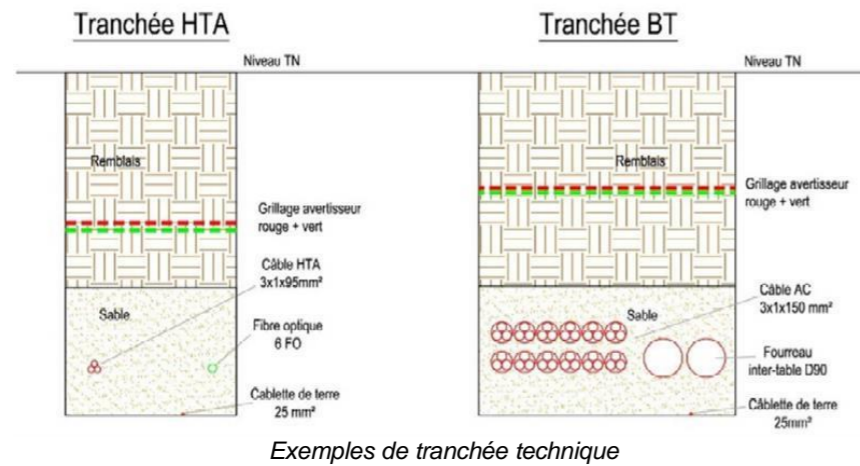 Tranchée HTA
Niveau TN
Remblais
Grillage avertisseur
rouge + vert
Câble HTA
3x1x95mm²
Sable
Fibre optique
6 FO
Cablette de terre
25 mm²
Tranchée BT
Niveau TN
Remblais
Grillage avertisseur
rouge + vert
Câble AC
3x1x150 mm²
Sable
Fourreau
inter-table D90
Câblette de terre
25mm²
Exemples de tranchée technique